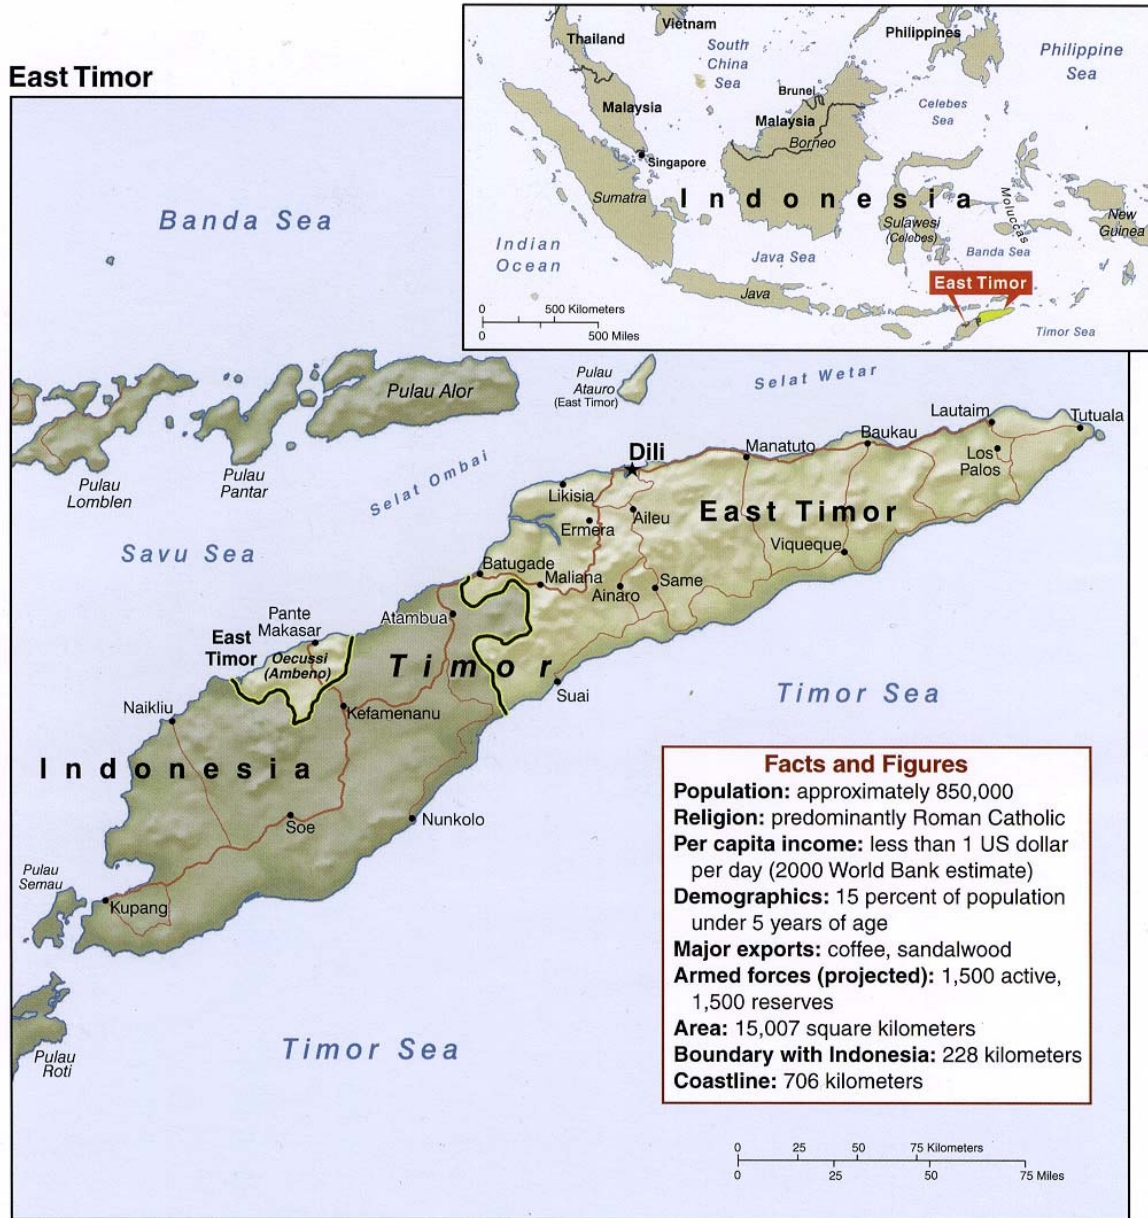 East Timor
Thailand
Vietnam
South
China
Sea
Philippines
Philippine
Sea
Malaysia
Brunei
Malaysia
Borneo
Celebes
Sea
Singapore
Sumatra
Indonesia
Sulawesi
(Celebes)
Moluccas
New
Guinea
Indian
Ocean
Java Sea
Banda Sea
Java
East Timor
Timor Sea
0 500 Kilometers
0 500 Miles
Banda Sea
Pulau Alor
Pulau
Atauro
(East Timor)
Selat Wetar
Pulau
Lomblen
Pulau
Pantar
Selat Ombai
Savu Sea
Dili
Manatuto
Baukau
Lautaim
Tutuala
Los
Palos
Likisia
Ermera
Aileu
East Timor
Viqueque
Batugade
Maliana
Ainaro
Same
Atambua
Pante
Makasar
East
Timor
Oecussi
(Ambeno)
Timor
Suai
Timor Sea
Naikliu
Kefamenanu
Indonesia
Soe
Nunkolo
Pulau
Semau
Kupang
Pulau
Roti
Timor Sea
Facts and Figures
Population: approximately 850,000
Religion: predominantly Roman Catholic
Per capita income: less than 1 US dollar
per day (2000 World Bank estimate)
Demographics: 15 percent of population
under 5 years of age
Major exports: coffee, sandalwood
Armed forces (projected): 1,500 active,
1,500 reserves
Area: 15,007 square kilometers
Boundary with Indonesia: 228 kilometers
Coastline: 706 kilometers
0 25 50 75 Kilometers
0 25 50 75 Miles